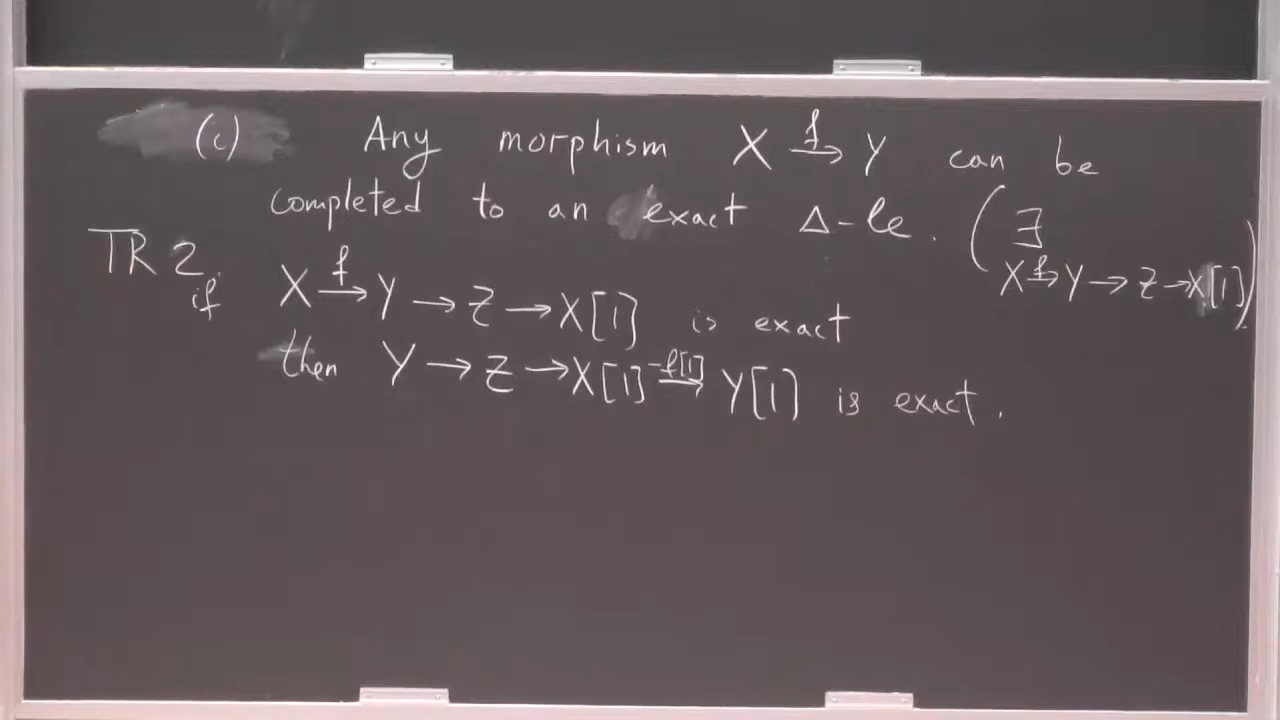 (c) Any morphism X →f Y can be
completed to an exact Δ-le. (∃
X →f Y → Z → X[1])
TR 2.
if X →f Y → Z → X[1] is exact
then Y → Z → X[1] →-f[1] Y[1] is exact.